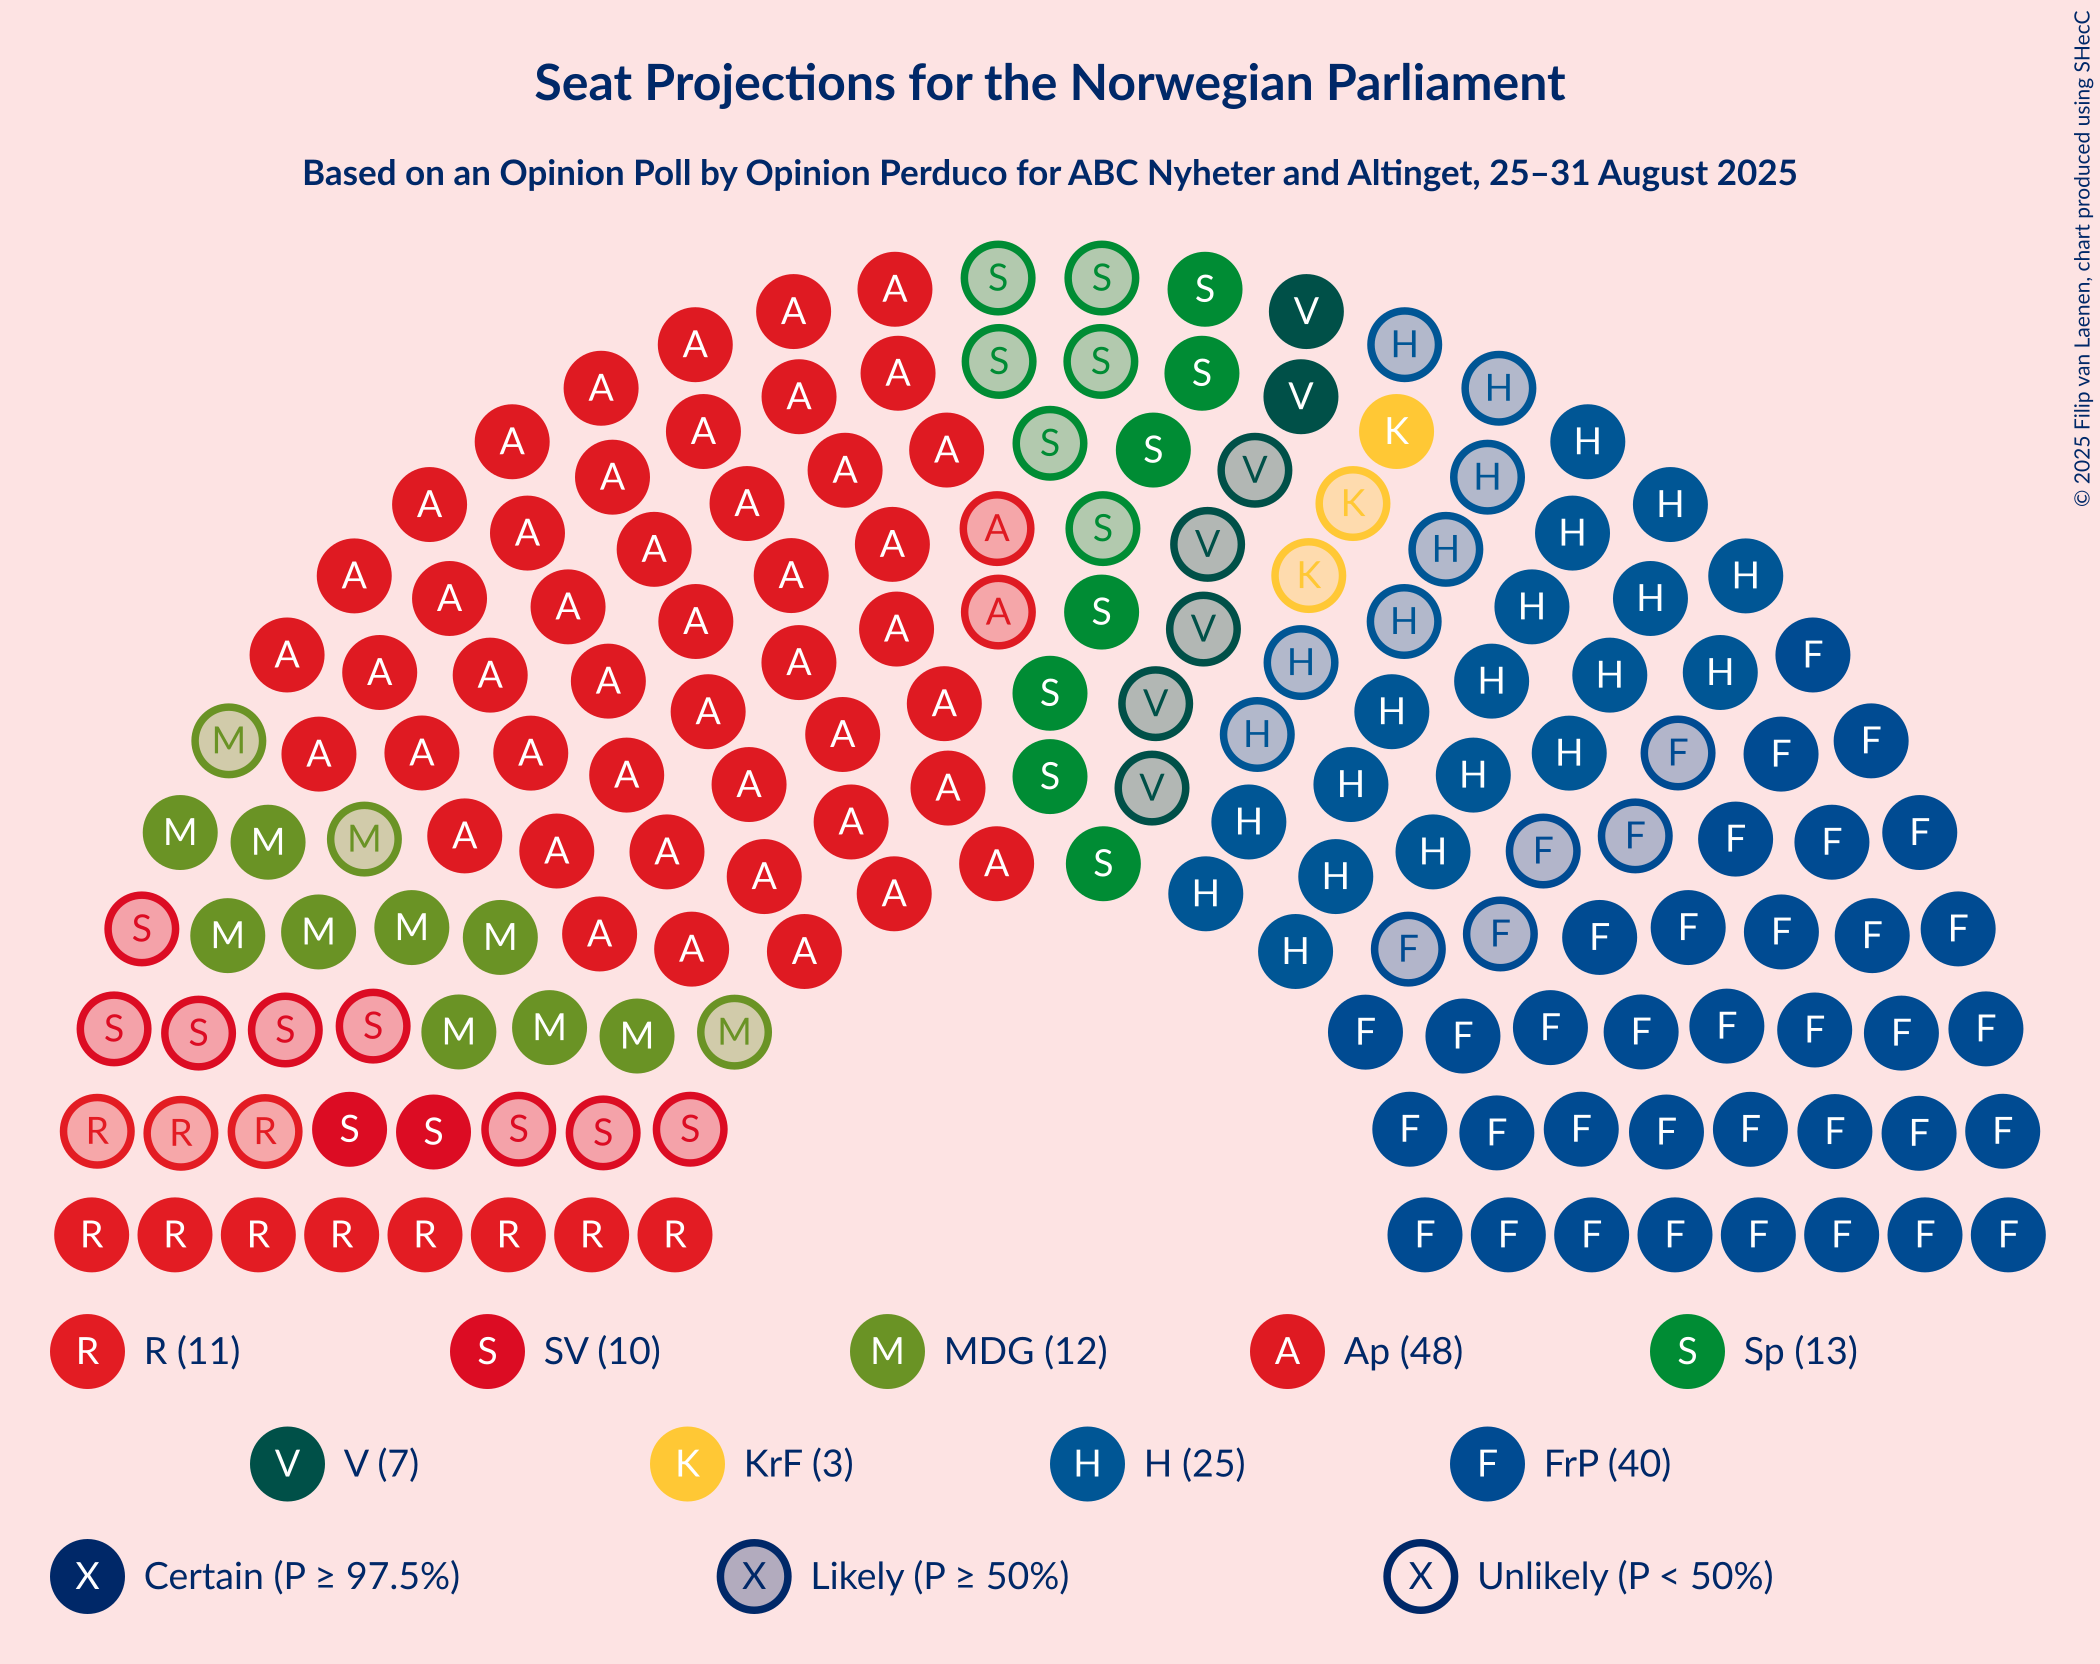 Seat Projections for the Norwegian Parliament
Based on an Opinion Poll by Opinion Perduco for ABC Nyheter and Altinget, 25–31 August 2025
© 2025 Filip van Laenen, chart produced using SHecC
S S
A S
A V
A H
A S S H
A A S
A V
A K H H
A A S S
A A V
A K H H
A A S H
A A A V
A K H H H
A A A S
A A V
A H H
A A A S H
A A A V
A H H H
A A A S
A A V
A H H F
M A A A A A A S V H H H H F F F
M M M A A A A A A A S H H H F F F F F
S M M M M A A A A H H F F F F F F F
S S S S M M M M F F F F F F F F
R R R S S S S S F F F F F F F F
R R R R R R R R F F F F F F F F
R R (11) S SV (10) M MDG (12) A Ap (48) S Sp (13)
V V (7) K KrF (3) H H (25) F FrP (40)
X Certain (P ≥ 97.5%) X Likely (P ≥ 50%) X Unlikely (P < 50%)